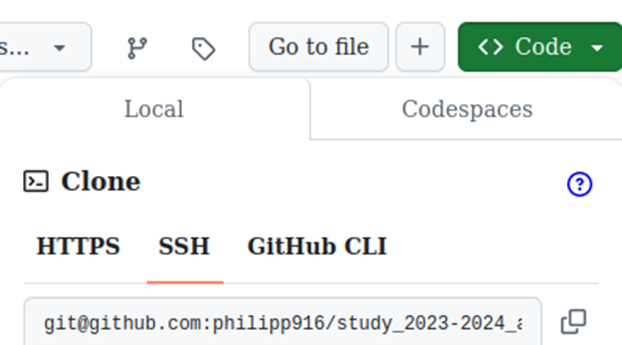 s...
Go to file
+
<> Code
Local
Codespaces
Clone
HTTPS
SSH
GitHub CLI
git@github.com:philipp916/study_2023-2024_